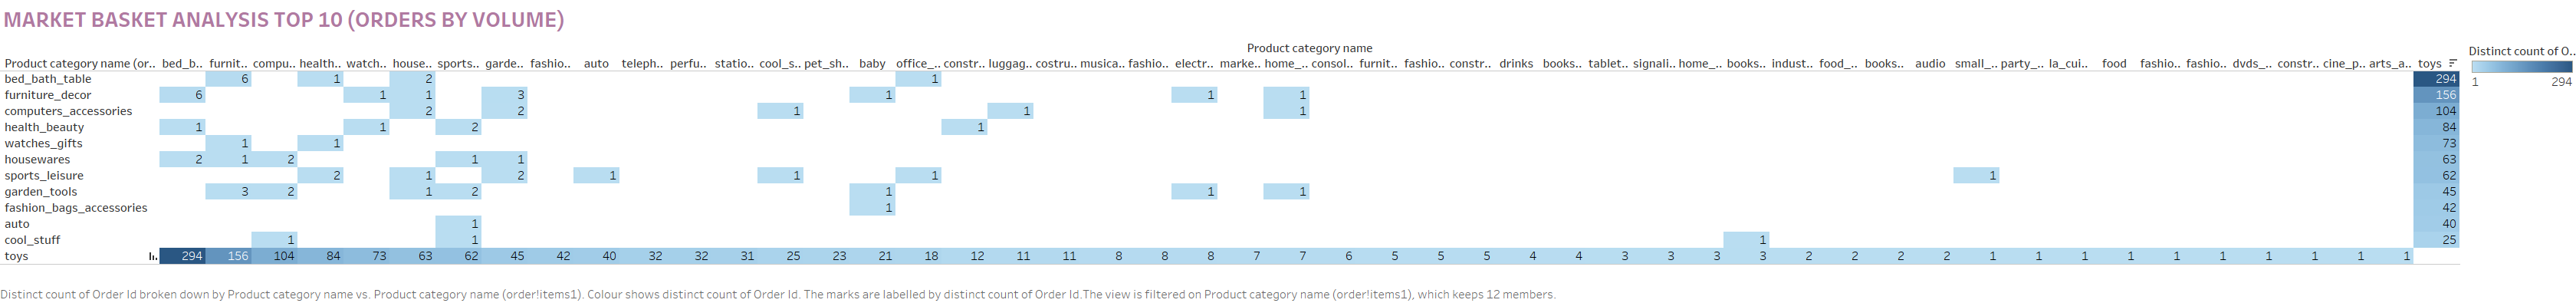 MARKET BASKET ANALYSIS TOP 10 (ORDERS BY VOLUME)
Product category name
Distinct count of O..
Product category name (or.. bed_b.. furnit.. compu.. health.. watch.. house.. sports.. garde.. fashio.. auto teleph.. perfu.. statio.. cool_s.. pet_sh.. baby office_.. constr.. luggag.. costru.. musica.. fashio.. electr.. marke.. home_.. consol.. furnit.. fashio.. constr.. drinks books.. tablet.. signali.. home_.. books.. indust.. food_.. books.. audio small_.. party_.. la_cui.. food fashio.. fashio.. dvds_.. constr.. cine_p.. arts_a.. toys
1 294
bed_bath_table 6 1 2 1 294
furniture_decor 6 1 1 3 1 1 1 156
computers_accessories 2 2 1 1 1 104
health_beauty 1 1 2 1 84
watches_gifts 1 1 73
housewares 2 1 2 1 1 63
sports_leisure 2 1 2 1 1 1 1 62
garden_tools 3 2 1 2 1 1 1 45
fashion_bags_accessories 1 42
auto 1 40
cool_stuff 1 1 1 25
toys 294 156 104 84 73 63 62 45 42 40 32 32 31 25 23 21 18 12 11 11 8 8 8 7 7 6 5 5 5 4 4 3 3 3 3 2 2 2 2 1 1 1 1 1 1 1 1 1 1
Distinct count of Order Id broken down by Product category name vs. Product category name (order!items1). Colour shows distinct count of Order Id. The marks are labelled by distinct count of Order Id.The view is filtered on Product category name (order!items1), which keeps 12 members.